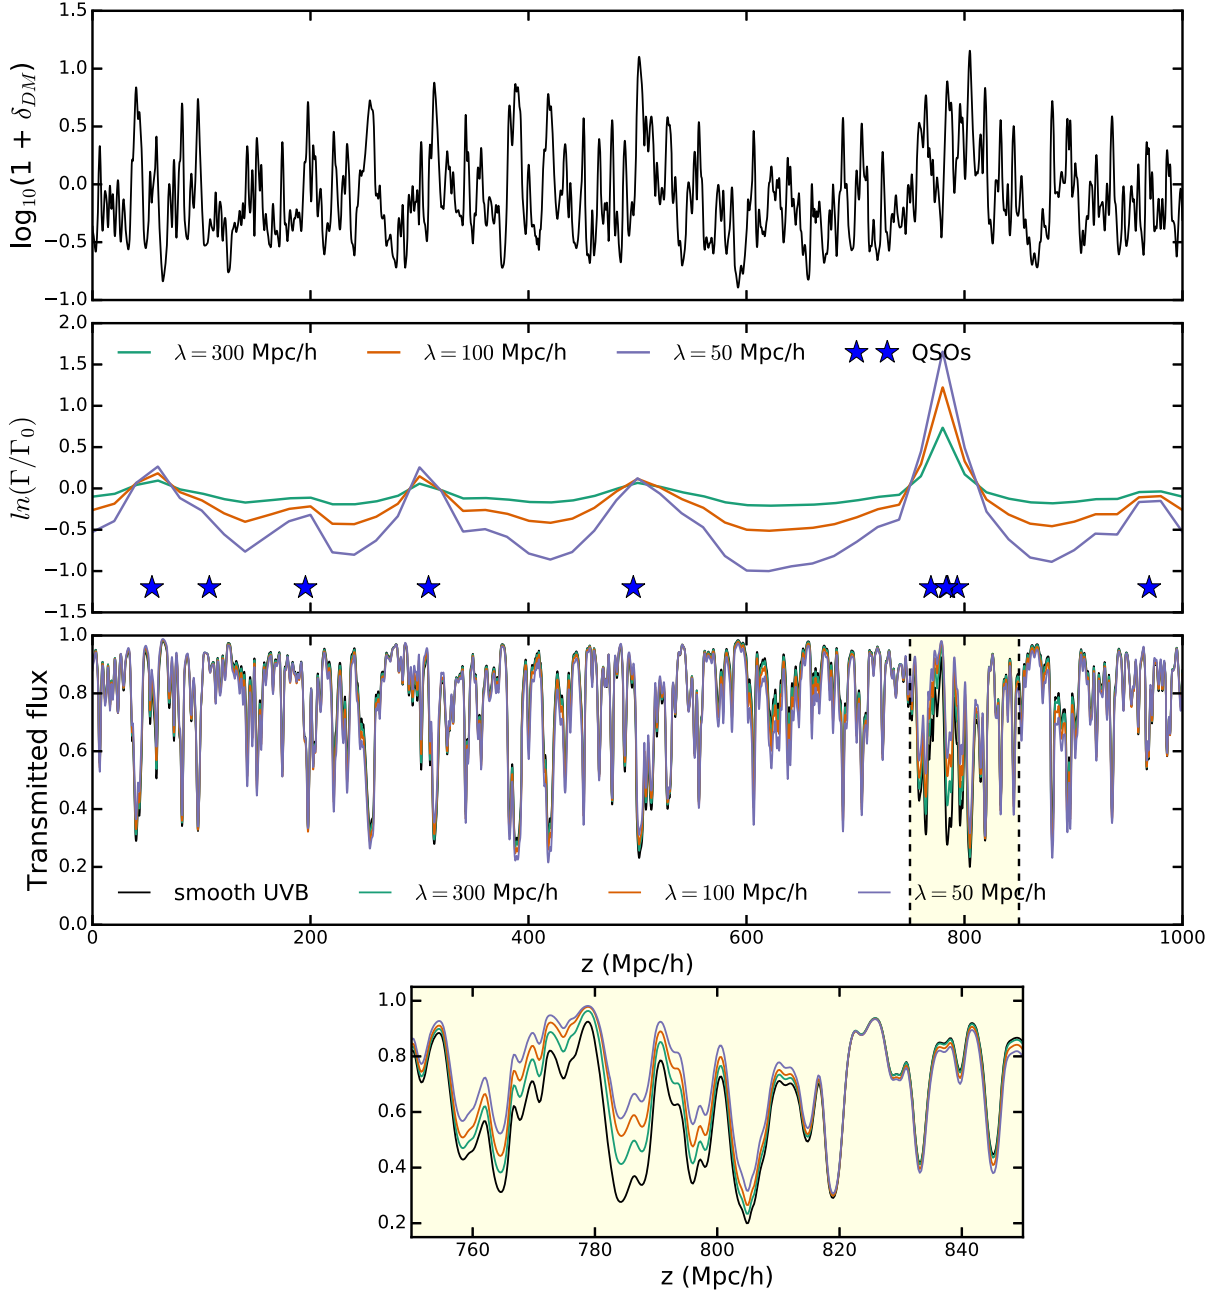 1.5
1.0
0.5
0.0
−0.5
−1.0
log₁₀(1 + δ_DM)
2.0
1.5
1.0
0.5
0.0
−0.5
−1.0
−1.5
ln(Γ/Γ₀)
λ = 300 Mpc/h λ = 100 Mpc/h λ = 50 Mpc/h QSOs
1.0
0.8
0.6
0.4
0.2
0.0
Transmitted flux
smooth UVB λ = 300 Mpc/h λ = 100 Mpc/h λ = 50 Mpc/h
0 200 400 600 800 1000
z (Mpc/h)
1.0
0.8
0.6
0.4
0.2
760 780 800 820 840
z (Mpc/h)